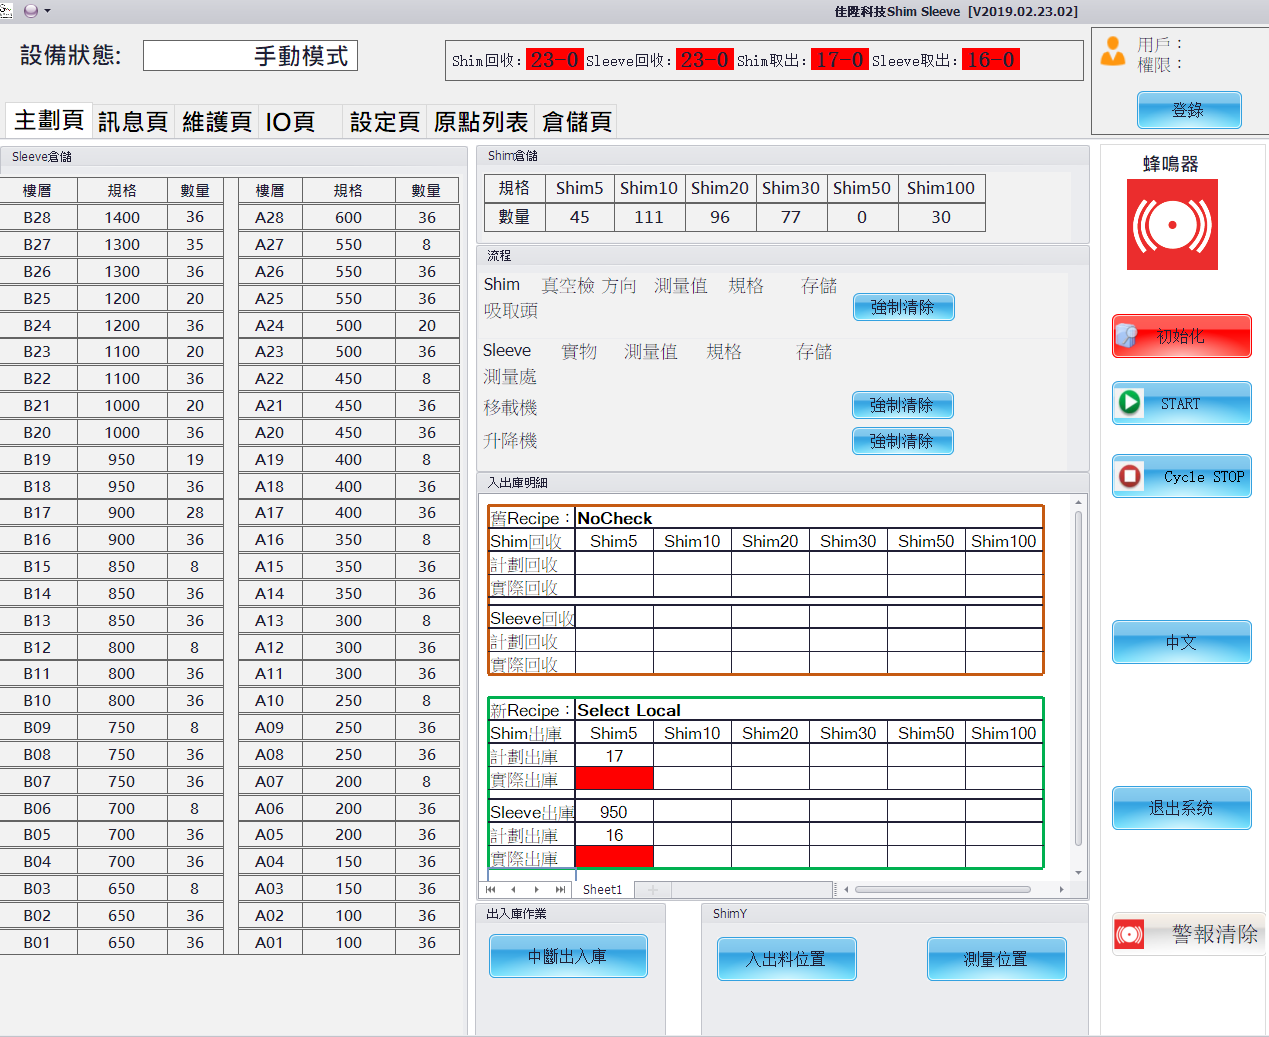 佳陞科技Shim Sleeve [V2019.02.23.02]
設備狀態: 手動模式
Shim回收: 23-0 Sleeve回收: 23-0 Shim取出: 17-0 Sleeve取出: 16-0
用戶：
權限：
登錄
主劃頁 訊息頁 維護頁 IO頁 設定頁 原點列表 倉儲頁
Sleeve倉儲
樓層 規格 數量 樓層 規格 數量
B28 1400 36 A28 600 36
B27 1300 35 A27 550 8
B26 1300 36 A26 550 36
B25 1200 20 A25 550 36
B24 1200 36 A24 500 20
B23 1100 20 A23 500 36
B22 1100 36 A22 450 8
B21 1000 20 A21 450 36
B20 1000 36 A20 450 36
B19 950 19 A19 400 8
B18 950 36 A18 400 36
B17 900 28 A17 400 36
B16 900 36 A16 350 8
B15 850 8 A15 350 36
B14 850 36 A14 350 36
B13 850 36 A13 300 8
B12 800 8 A12 300 36
B11 800 36 A11 300 36
B10 800 36 A10 250 8
B09 750 8 A09 250 36
B08 750 36 A08 250 36
B07 750 36 A07 200 8
B06 700 8 A06 200 36
B05 700 36 A05 200 36
B04 700 36 A04 150 36
B03 650 8 A03 150 36
B02 650 36 A02 100 36
B01 650 36 A01 100 36
Shim倉儲
規格 Shim5 Shim10 Shim20 Shim30 Shim50 Shim100
數量 45 111 96 77 0 30
流程
Shim 真空檢 方向 測量值 規格 存儲
吸取頭 強制清除
Sleeve 實物 測量值 規格 存儲
測量處
移載機 強制清除
升降機 強制清除
入出庫明細
舊Recipe： NoCheck
Shim回收 Shim5 Shim10 Shim20 Shim30 Shim50 Shim100
計劃回收
實際回收
Sleeve回收
計劃回收
實際回收
新Recipe： Select Local
Shim出庫 Shim5 Shim10 Shim20 Shim30 Shim50 Shim100
計劃出庫 17
實際出庫
Sleeve出庫 950
計劃出庫 16
實際出庫
Sheet1
出入庫作業
中斷出入庫
ShimY
入出料位置 測量位置
蜂鳴器
初始化
START
Cycle STOP
中文
退出系统
警報清除